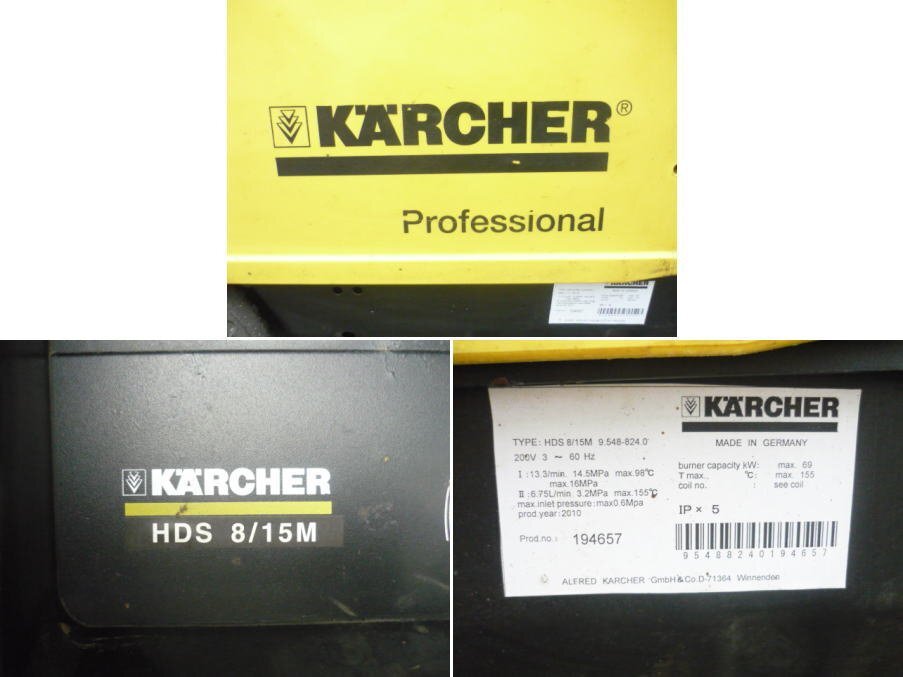 KÄRCHER®
Professional
KÄRCHER
KÄRCHER
HDS 8/15M
KÄRCHER
TYPE: HDS 8/15M 9.548-824.0
MADE IN GERMANY
200V 3 ~ 60 Hz
I : 13.3/min. 14.5MPa max.98℃
max.16MPa
II : 6.75L/min 3.2MPa max.155℃
max.inlet pressure:max0.6Mpa
prod.year:2010
burner capacity kW: max. 69
T max., ℃: max. 155
coil no. : see coil
IP × 5
Prod.no.: 194657
95488240194657
ALFRED KARCHER GmbH & Co.D-71364 Winnenden